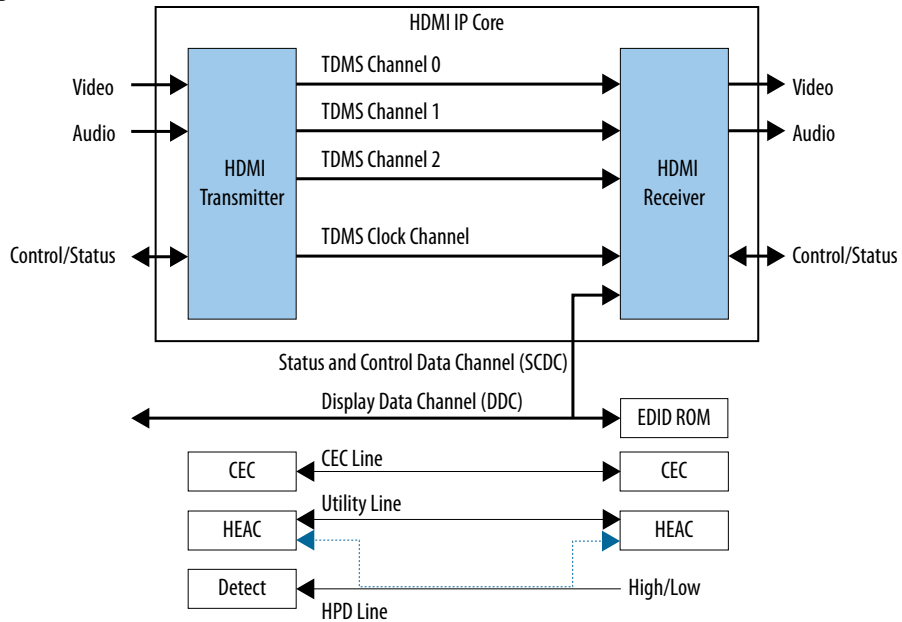 HDMI IP Core
TDMS Channel 0
Video
Video
TDMS Channel 1
Audio
Audio
TDMS Channel 2
HDMI
Transmitter
HDMI
Receiver
TDMS Clock Channel
Control/Status
Control/Status
Status and Control Data Channel (SCDC)
Display Data Channel (DDC)
EDID ROM
CEC
CEC Line
CEC
Utility Line
HEAC
HEAC
Detect
High/Low
HPD Line